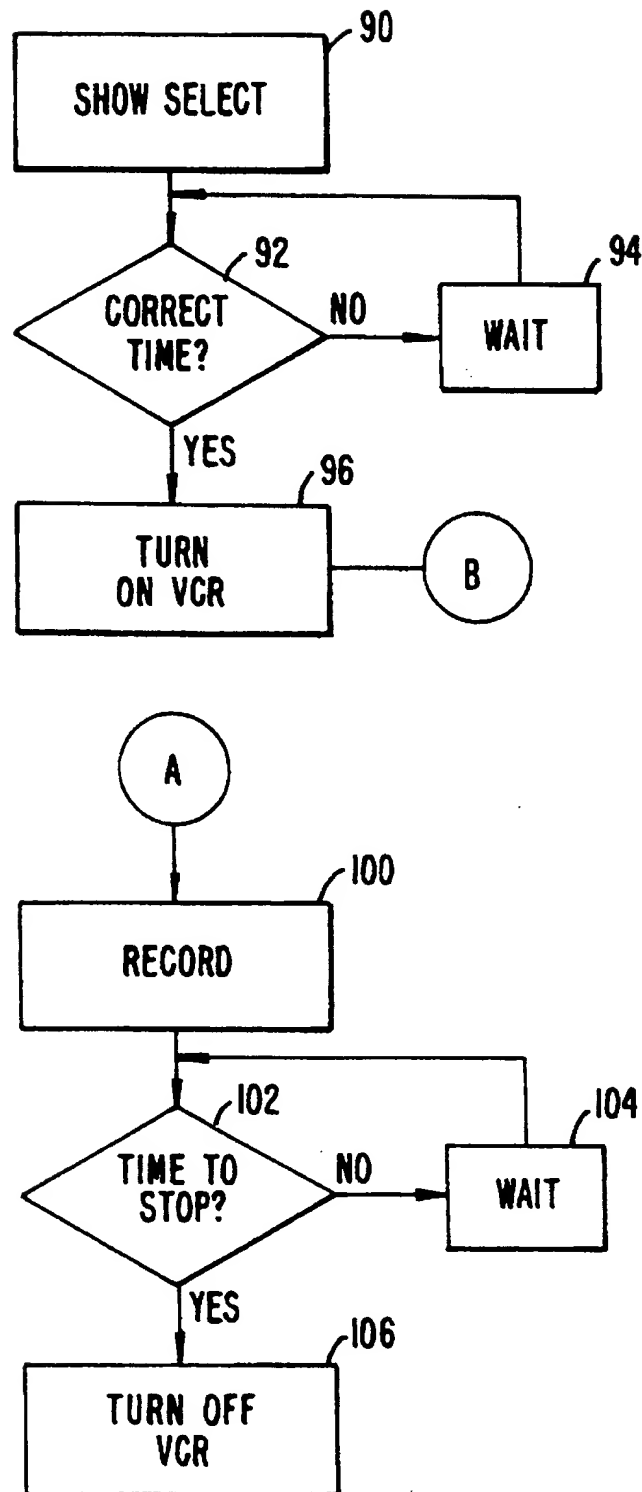 90
SHOW SELECT
92
94
CORRECT
TIME?
NO
WAIT
YES
96
TURN
ON VCR
B
A
100
RECORD
102
104
TIME TO
STOP?
NO
WAIT
YES
106
TURN OFF
VCR